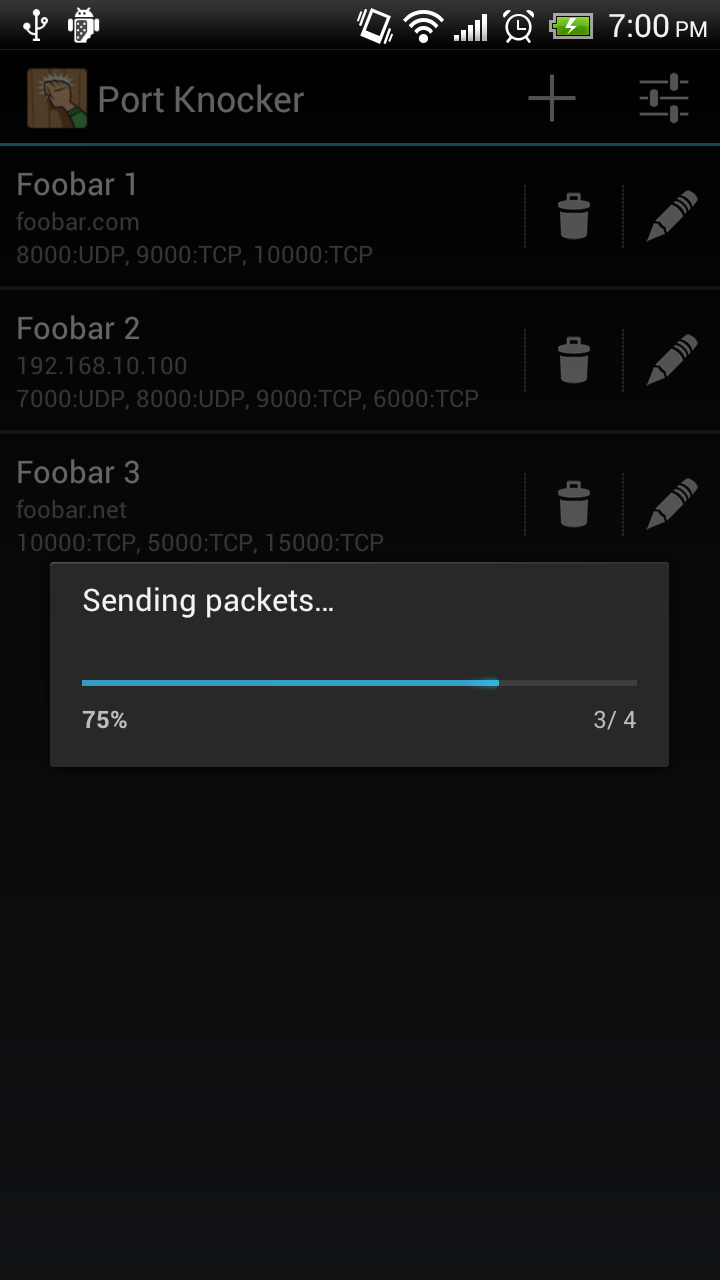 7:00 PM
Port Knocker
Foobar 1
foobar.com
8000:UDP, 9000:TCP, 10000:TCP
Foobar 2
192.168.10.100
7000:UDP, 8000:UDP, 9000:TCP, 6000:TCP
Foobar 3
foobar.net
10000:TCP, 5000:TCP, 15000:TCP
Sending packets...
75% 3/ 4